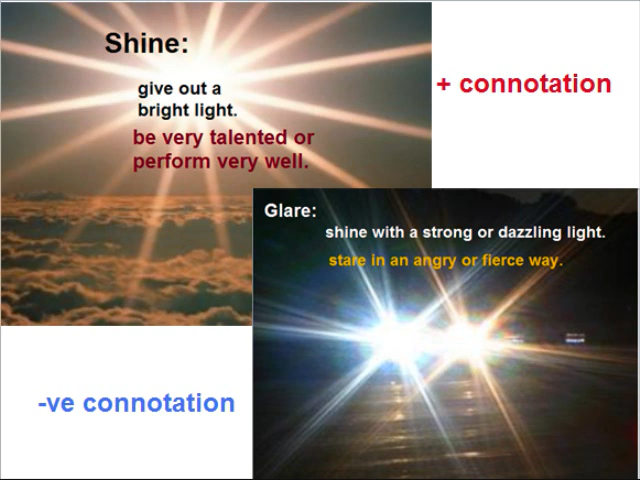 Shine:
give out a
bright light.
be very talented or
perform very well.
+ connotation
Glare:
shine with a strong or dazzling light.
stare in an angry or fierce way.
-ve connotation